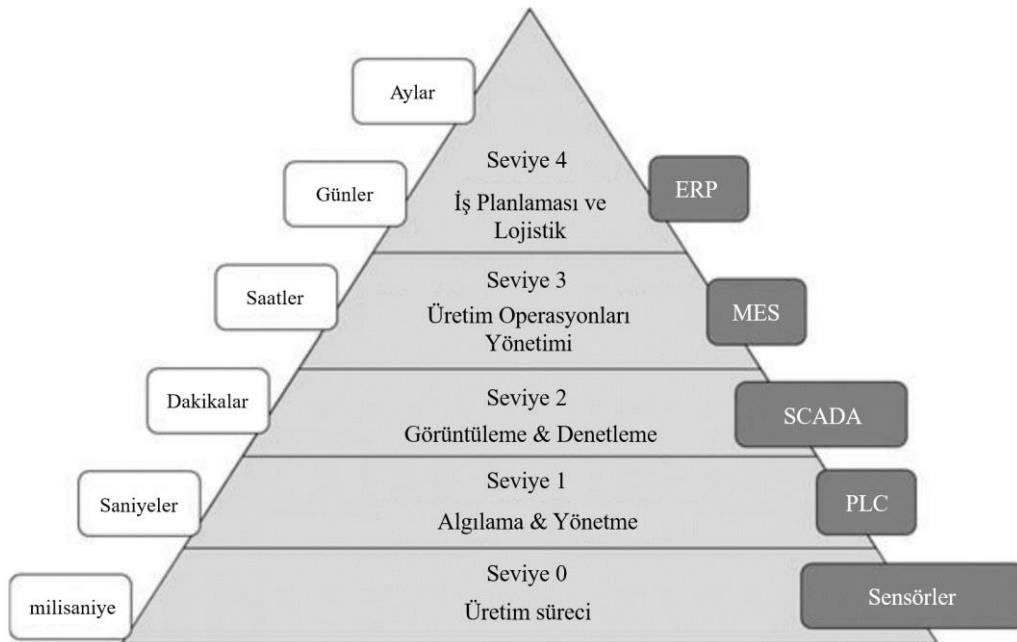 Aylar
Seviye 4
Günler
ERP
İş Planlaması ve
Lojistik
Seviye 3
Saatler
MES
Üretim Operasyonları
Yönetimi
Seviye 2
Dakikalar
SCADA
Görüntüleme & Denetleme
Seviye 1
Saniyeler
PLC
Algılama & Yönetme
Seviye 0
milisaniye
Sensörler
Üretim süreci